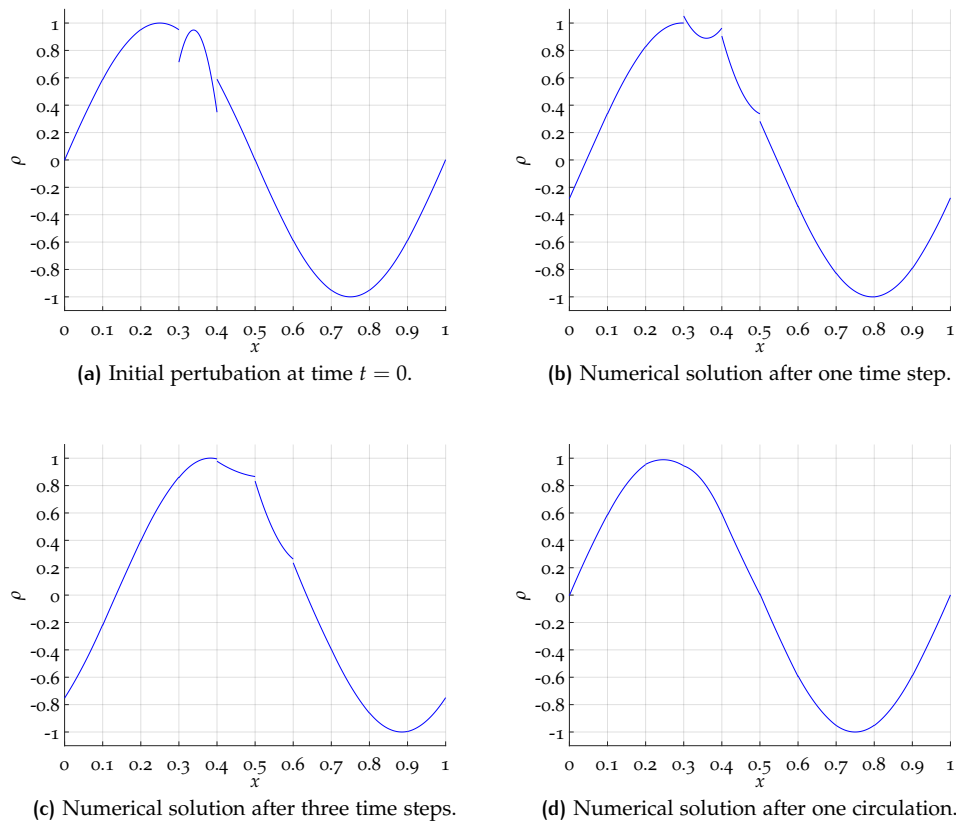 1
0.8
0.6
0.4
0.2
0
-0.2
-0.4
-0.6
-0.8
-1
ρ
0 0.1 0.2 0.3 0.4 0.5 0.6 0.7 0.8 0.9 1
x
(a) Initial pertubation at time t = 0.
1
0.8
0.6
0.4
0.2
0
-0.2
-0.4
-0.6
-0.8
-1
ρ
0 0.1 0.2 0.3 0.4 0.5 0.6 0.7 0.8 0.9 1
x
(b) Numerical solution after one time step.
1
0.8
0.6
0.4
0.2
0
-0.2
-0.4
-0.6
-0.8
-1
ρ
0 0.1 0.2 0.3 0.4 0.5 0.6 0.7 0.8 0.9 1
x
(c) Numerical solution after three time steps.
1
0.8
0.6
0.4
0.2
0
-0.2
-0.4
-0.6
-0.8
-1
ρ
0 0.1 0.2 0.3 0.4 0.5 0.6 0.7 0.8 0.9 1
x
(d) Numerical solution after one circulation.